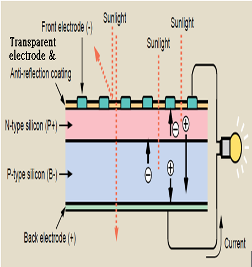 Sunlight
Front electrode (-)
Sunlight
Sunlight
Transparent
electrode &
Anti-reflection coating
N-type silicon (P+)
P-type silicon (B-)
Back electrode (+)
Current